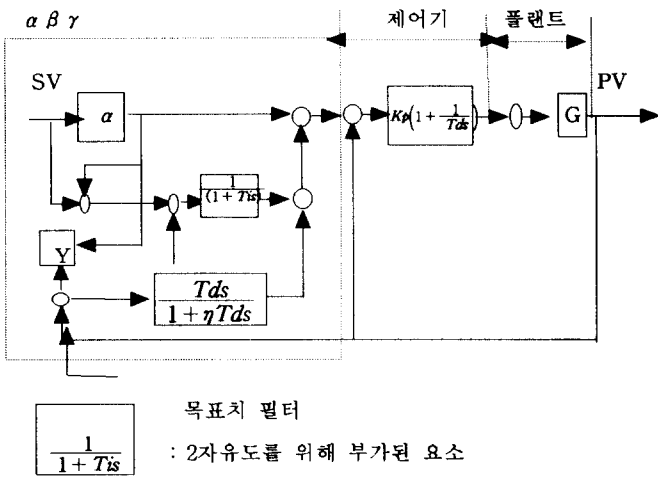 α β γ
제어기
플랜트
SV
PV
α
Kp(1 + 1/Tds)
G
1/(1 + Tis)
Y
Tds/1 + ηTds
목표치 필터
1/1 + Tis
: 2자유도를 위해 부가된 요소